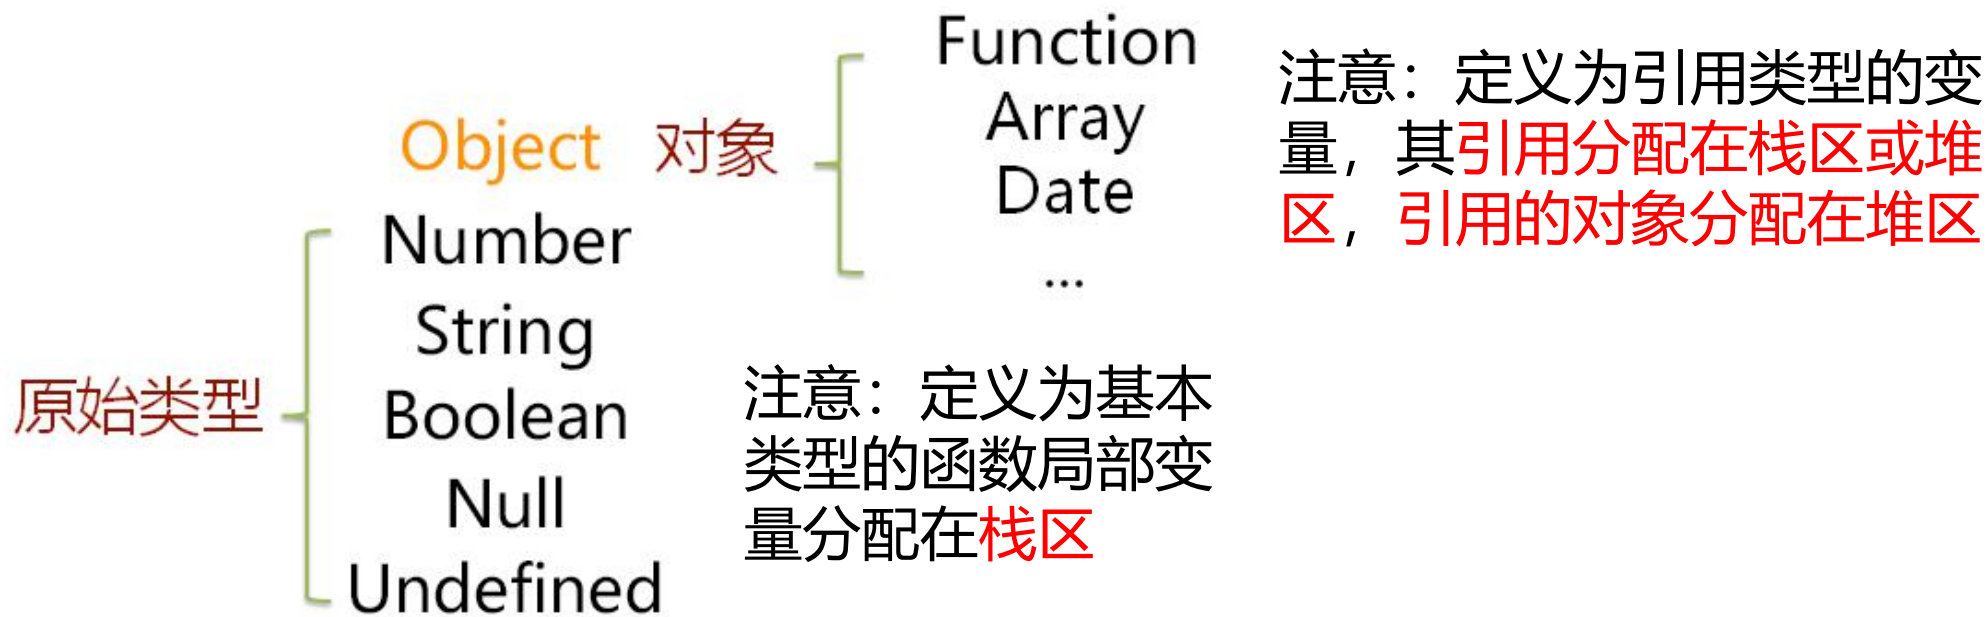 Function
Array
Date
...
Object 对象
注意：定义为引用类型的变
量，其引用分配在栈区或堆
区，引用的对象分配在堆区
原始类型
Number
String
Boolean
Null
Undefined
注意：定义为基本
类型的函数局部变
量分配在栈区